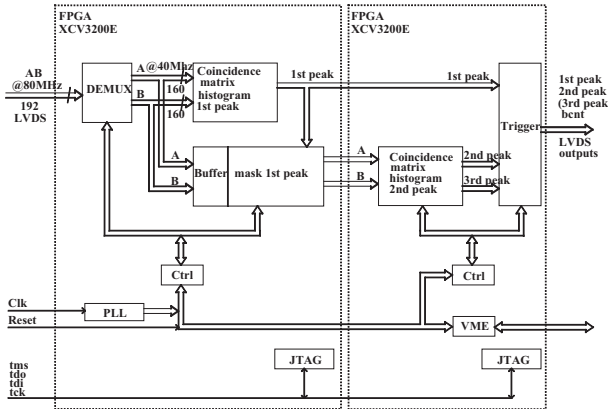 FPGA
XCV3200E
FPGA
XCV3200E
AB
@80MHz
192
LVDS
DEMUX
A @40Mhz
160
B
160
Coincidence
matrix
histogram
1st peak
1st peak
1st peak
1st peak
2nd peak
(3rd peak
bcnt
LVDS
outputs
Trigger
A
B
Buffer
mask 1st peak
A
B
Coincidence
matrix
histogram
2nd peak
2nd peak
3rd peak
Ctrl
Ctrl
Clk
PLL
Reset
VME
JTAG
JTAG
tms
tdo
tdi
tck